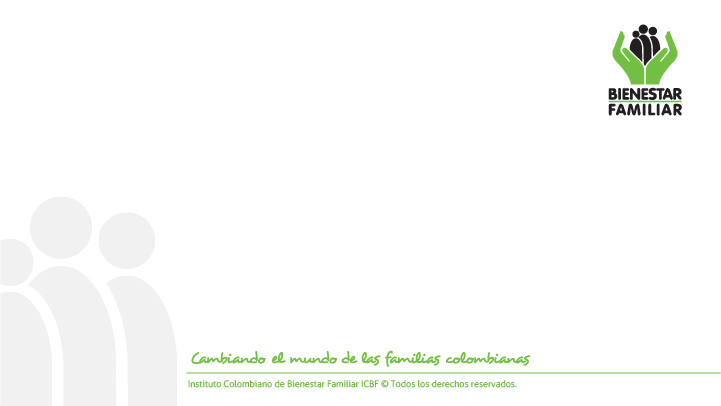 BIENESTAR
FAMILIAR
Cambiando el mundo de las familias colombianas
Instituto Colombiano de Bienestar Familiar ICBF © Todos los derechos reservados.